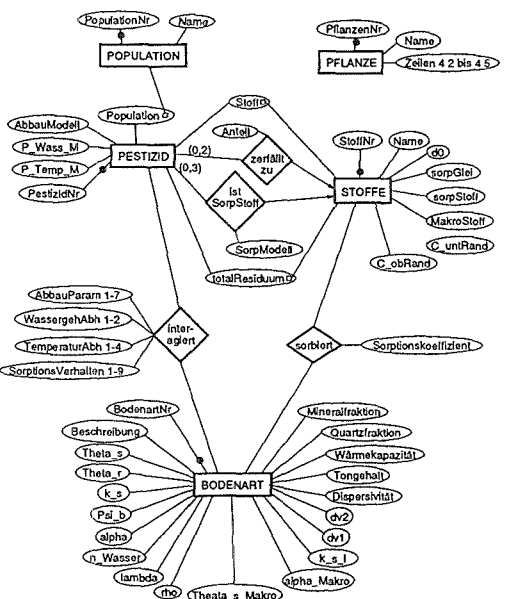 PopulationNr
Name
POPULATION
PflanzenNr
Name
PFLANZE
Zeilen 4 2 bis 4 5
Population
StoffId
AbbauModell
P_Wass_M
P_Temp_M
PestizidNr
PESTIZID
(0,2)
(0,3)
Anteil
zerfällt
zu
ist
SorpStoff
SorpModell
totalResiduum
StoffNr
Name
d0
STOFFE
sorpGlei
sorpStoff
MakroStoff
C_untRand
C_obRand
AbbauParam 1-7
WassergehAbh 1-2
TemperaturAbh 1-4
SorptionsVerhalten 1-9
inter-
agiert
sorbiert
Sorptionskoeffizient
BodenartNr
Beschreibung
Theta_s
Theta_r
k_s
Psi_b
alpha
n_Wasser
lambda
rho
Theata_s_Makro
BODENART
Mineralfraktion
Quartzfraktion
Wärmekapazität
Tongehalt
Dispersivität
dv2
dv1
k_s_l
alpha_Makro